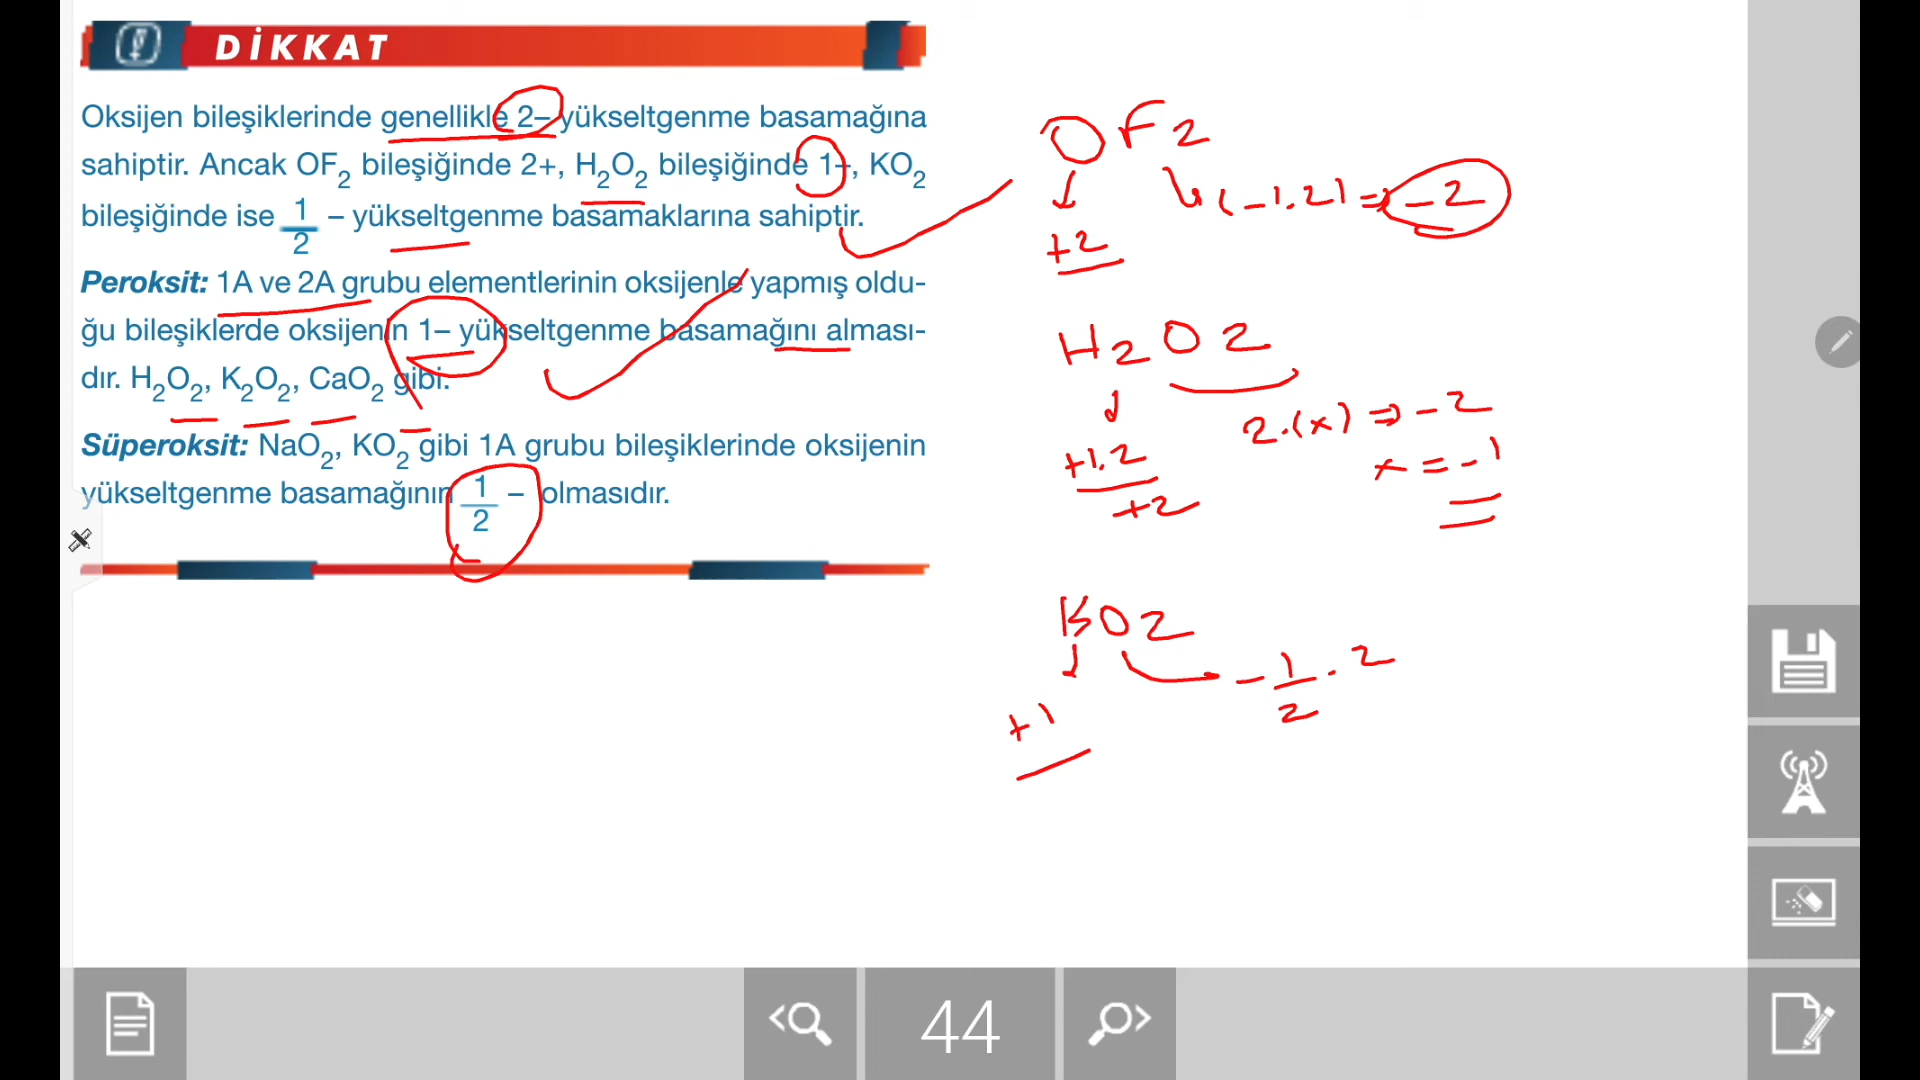 DİKKAT
Oksijen bileşiklerinde genellikle 2– yükseltgenme basamağına
sahiptir. Ancak OF2 bileşiğinde 2+, H2O2 bileşiğinde 1+, KO2
bileşiğinde ise 1/2 – yükseltgenme basamaklarına sahiptir.
Peroksit: 1A ve 2A grubu elementlerinin oksijenle yapmış oldu-
ğu bileşiklerde oksijenin 1– yükseltgenme basamağını alması-
dır. H2O2, K2O2, CaO2 gibi.
Süperoksit: NaO2, KO2 gibi 1A grubu bileşiklerinde oksijenin
yükseltgenme basamağının 1/2 – olmasıdır.
OF2
(-1.2) => -2
+2
H2O2
2.(x) => -2
+1.2
x = -1
+2
KO2
-1/2 . 2
+1
44